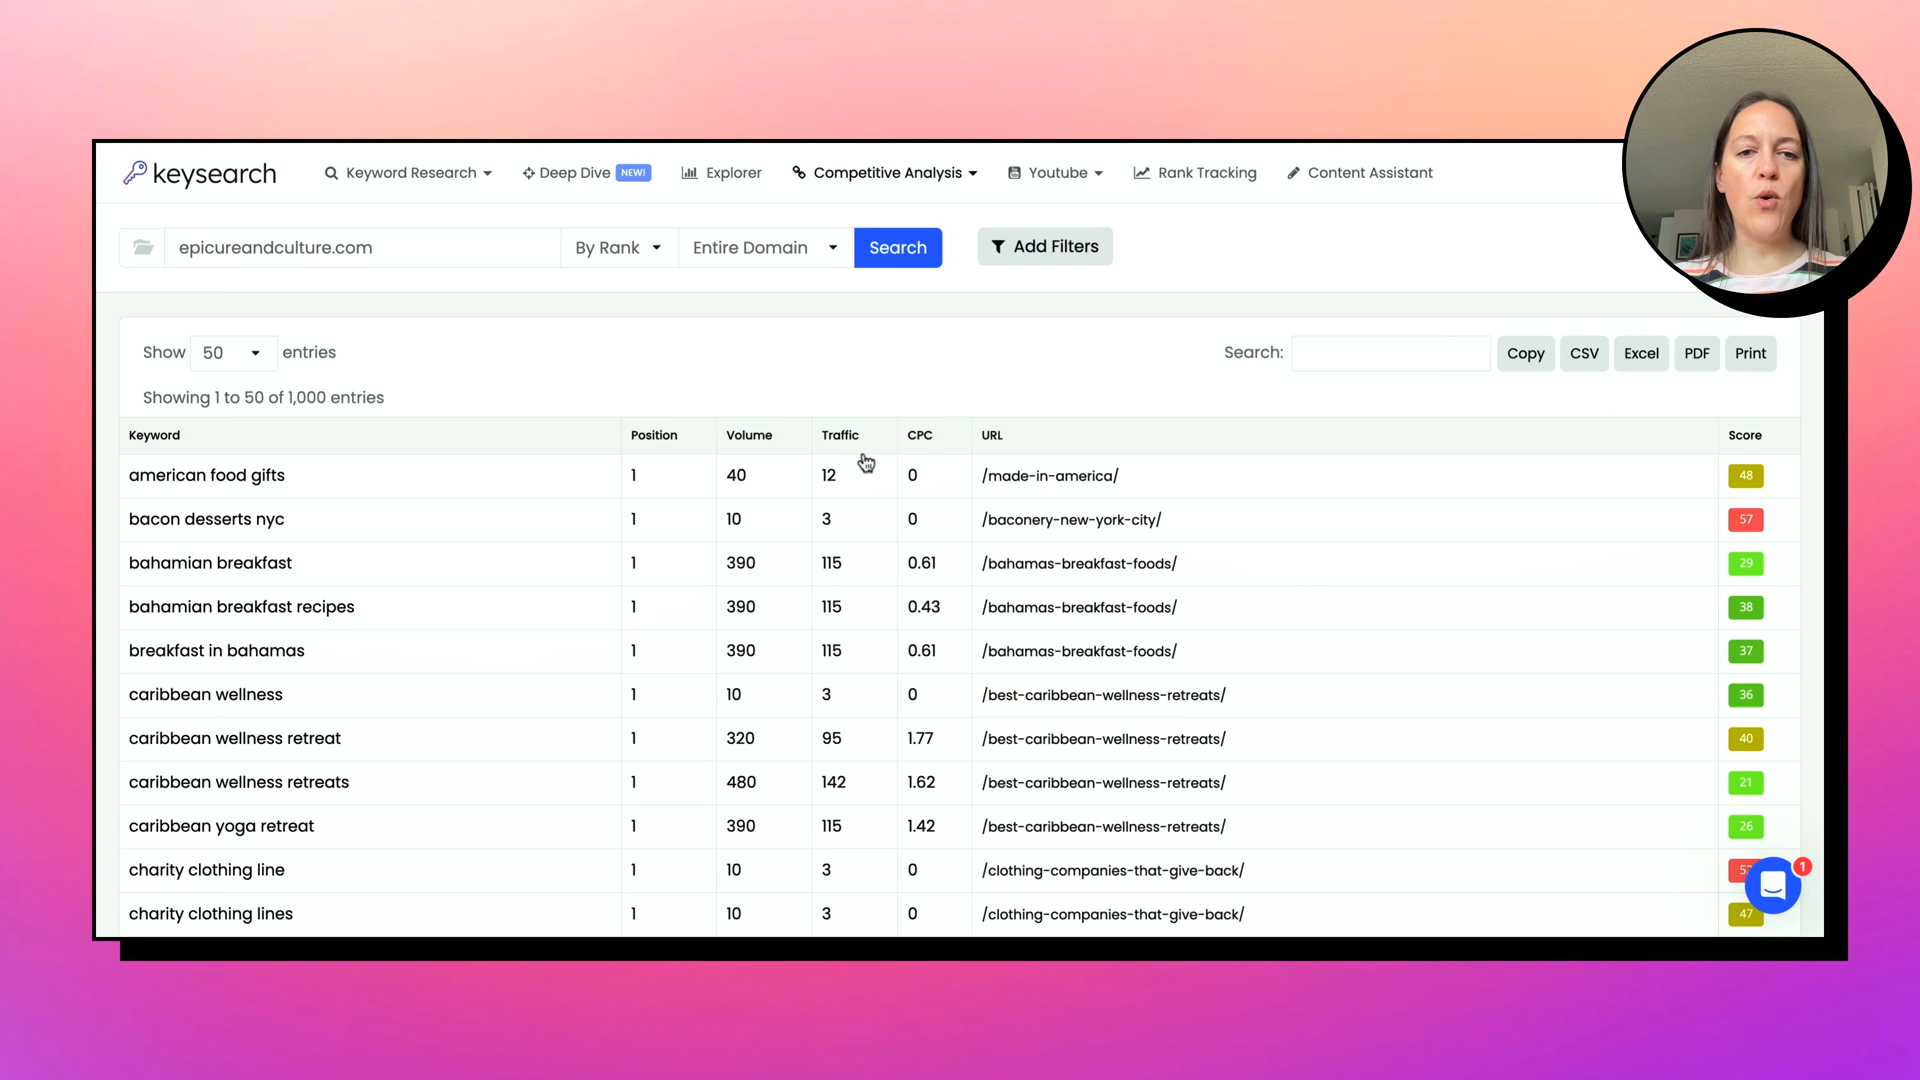 keysearch Keyword Research Deep Dive NEW! Explorer Competitive Analysis Youtube Rank Tracking Content Assistant
epicureandculture.com By Rank Entire Domain Search Add Filters
Show 50 entries Search: Copy CSV Excel PDF Print
Showing 1 to 50 of 1,000 entries
Keyword Position Volume Traffic CPC URL Score
american food gifts 1 40 12 0 /made-in-america/ 48
bacon desserts nyc 1 10 3 0 /baconery-new-york-city/ 57
bahamian breakfast 1 390 115 0.61 /bahamas-breakfast-foods/ 29
bahamian breakfast recipes 1 390 115 0.43 /bahamas-breakfast-foods/ 38
breakfast in bahamas 1 390 115 0.61 /bahamas-breakfast-foods/ 37
caribbean wellness 1 10 3 0 /best-caribbean-wellness-retreats/ 36
caribbean wellness retreat 1 320 95 1.77 /best-caribbean-wellness-retreats/ 40
caribbean wellness retreats 1 480 142 1.62 /best-caribbean-wellness-retreats/ 21
caribbean yoga retreat 1 390 115 1.42 /best-caribbean-wellness-retreats/ 26
charity clothing line 1 10 3 0 /clothing-companies-that-give-back/ 1
charity clothing lines 1 10 3 0 /clothing-companies-that-give-back/ 47